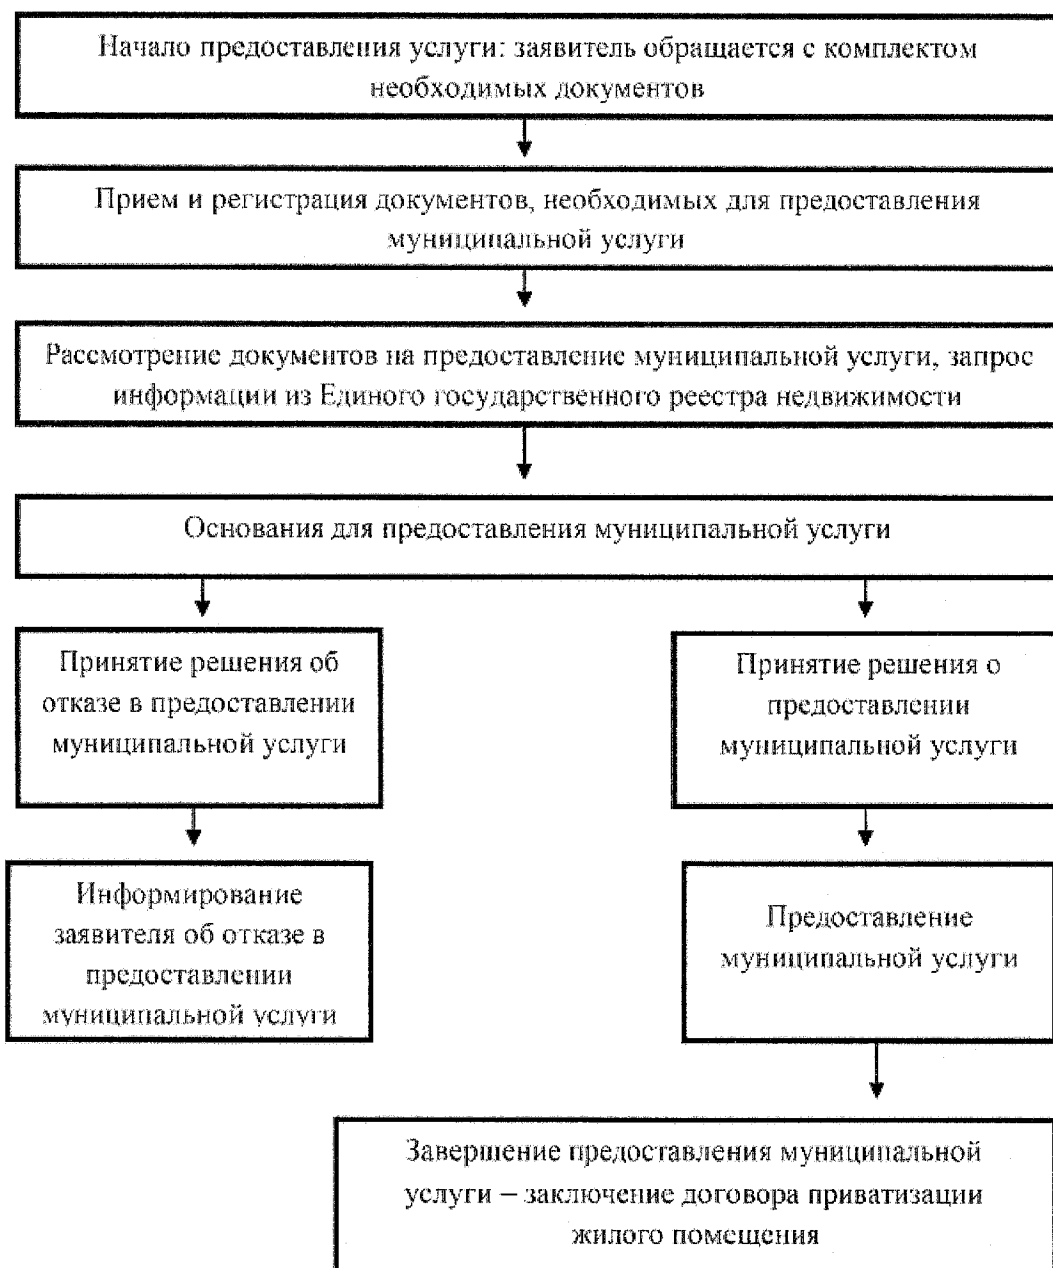 Начало предоставления услуги: заявитель обращается с комплектом
необходимых документов
Прием и регистрация документов, необходимых для предоставления
муниципальной услуги
Рассмотрение документов на предоставление муниципальной услуги, запрос
информации из Единого государственного реестра недвижимости
Основания для предоставления муниципальной услуги
Принятие решения об
отказе в предоставлении
муниципальной услуги
Принятие решения о
предоставлении
муниципальной услуги
Информирование
заявителя об отказе в
предоставлении
муниципальной услуги
Предоставление
муниципальной услуги
Завершение предоставления муниципальной
услуги – заключение договора приватизации
жилого помещения